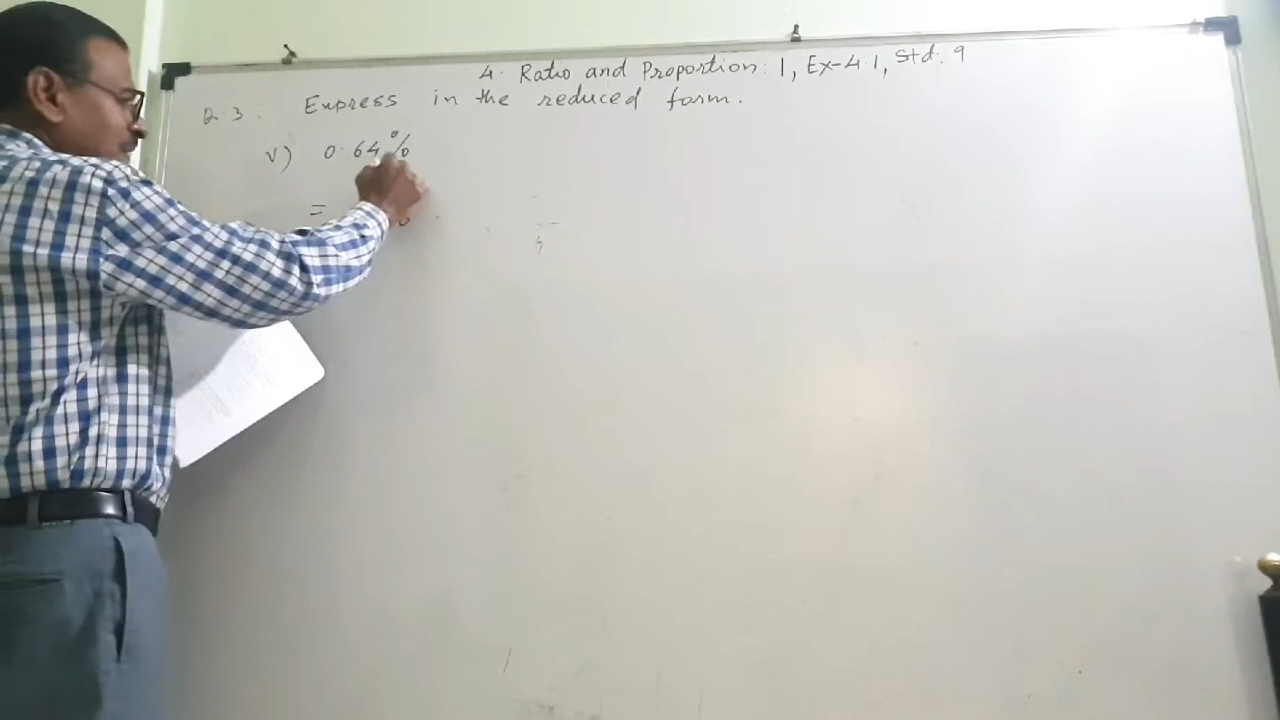 4. Ratio and Proportion: 1, Ex-4.1, Std: 9
Q.3: Express in the reduced form.
v) 0.64%
=